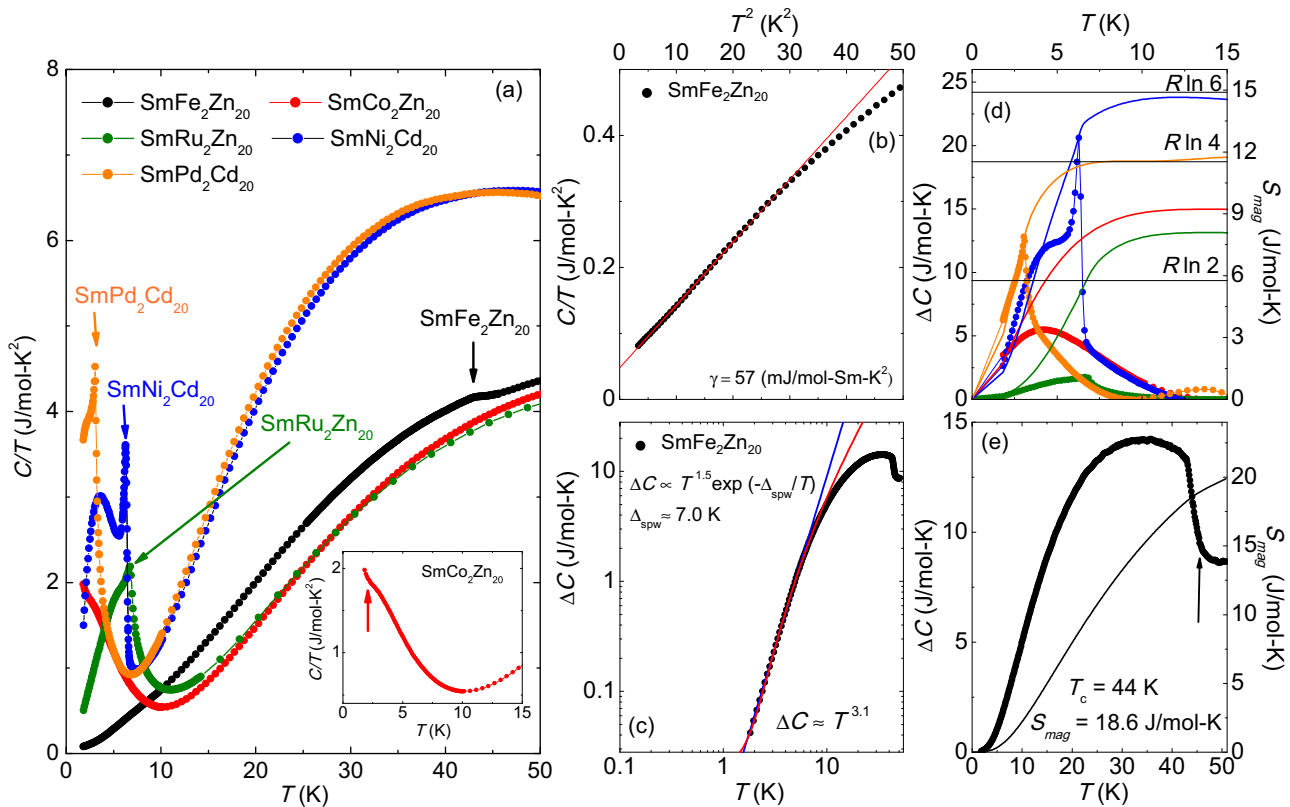 (a)
SmFe₂Zn₂₀
SmCo₂Zn₂₀
SmRu₂Zn₂₀
SmNi₂Cd₂₀
SmPd₂Cd₂₀
SmPd₂Cd₂₀
SmNi₂Cd₂₀
SmRu₂Zn₂₀
SmFe₂Zn₂₀
8
6
4
2
0
C/T (J/mol-K²)
0 10 20 30 40 50
T (K)
SmCo₂Zn₂₀
2
1
C/T (J/mol-K²)
0 5 10 15
T (K)
T² (K²)
0 10 20 30 40 50
SmFe₂Zn₂₀
(b)
0.4
0.2
0.0
C/T (J/mol-K²)
γ = 57 (mJ/mol-Sm-K²)
SmFe₂Zn₂₀
ΔC ∝ T^1.5 exp (-Δ_spw/T)
Δ_spw ≈ 7.0 K
10
1
0.1
ΔC (J/mol-K)
(c)
ΔC ≈ T^3.1
0.1 1 10
T (K)
T (K)
0 5 10 15
(d)
R ln 6
R ln 4
R ln 2
25
20
15
10
5
0
ΔC (J/mol-K)
15
12
9
6
3
0
S_mag (J/mol-K)
(e)
15
10
5
0
ΔC (J/mol-K)
20
10
0
S_mag (J/mol-K)
T_c = 44 K
S_mag = 18.6 J/mol-K
0 10 20 30 40 50
T (K)